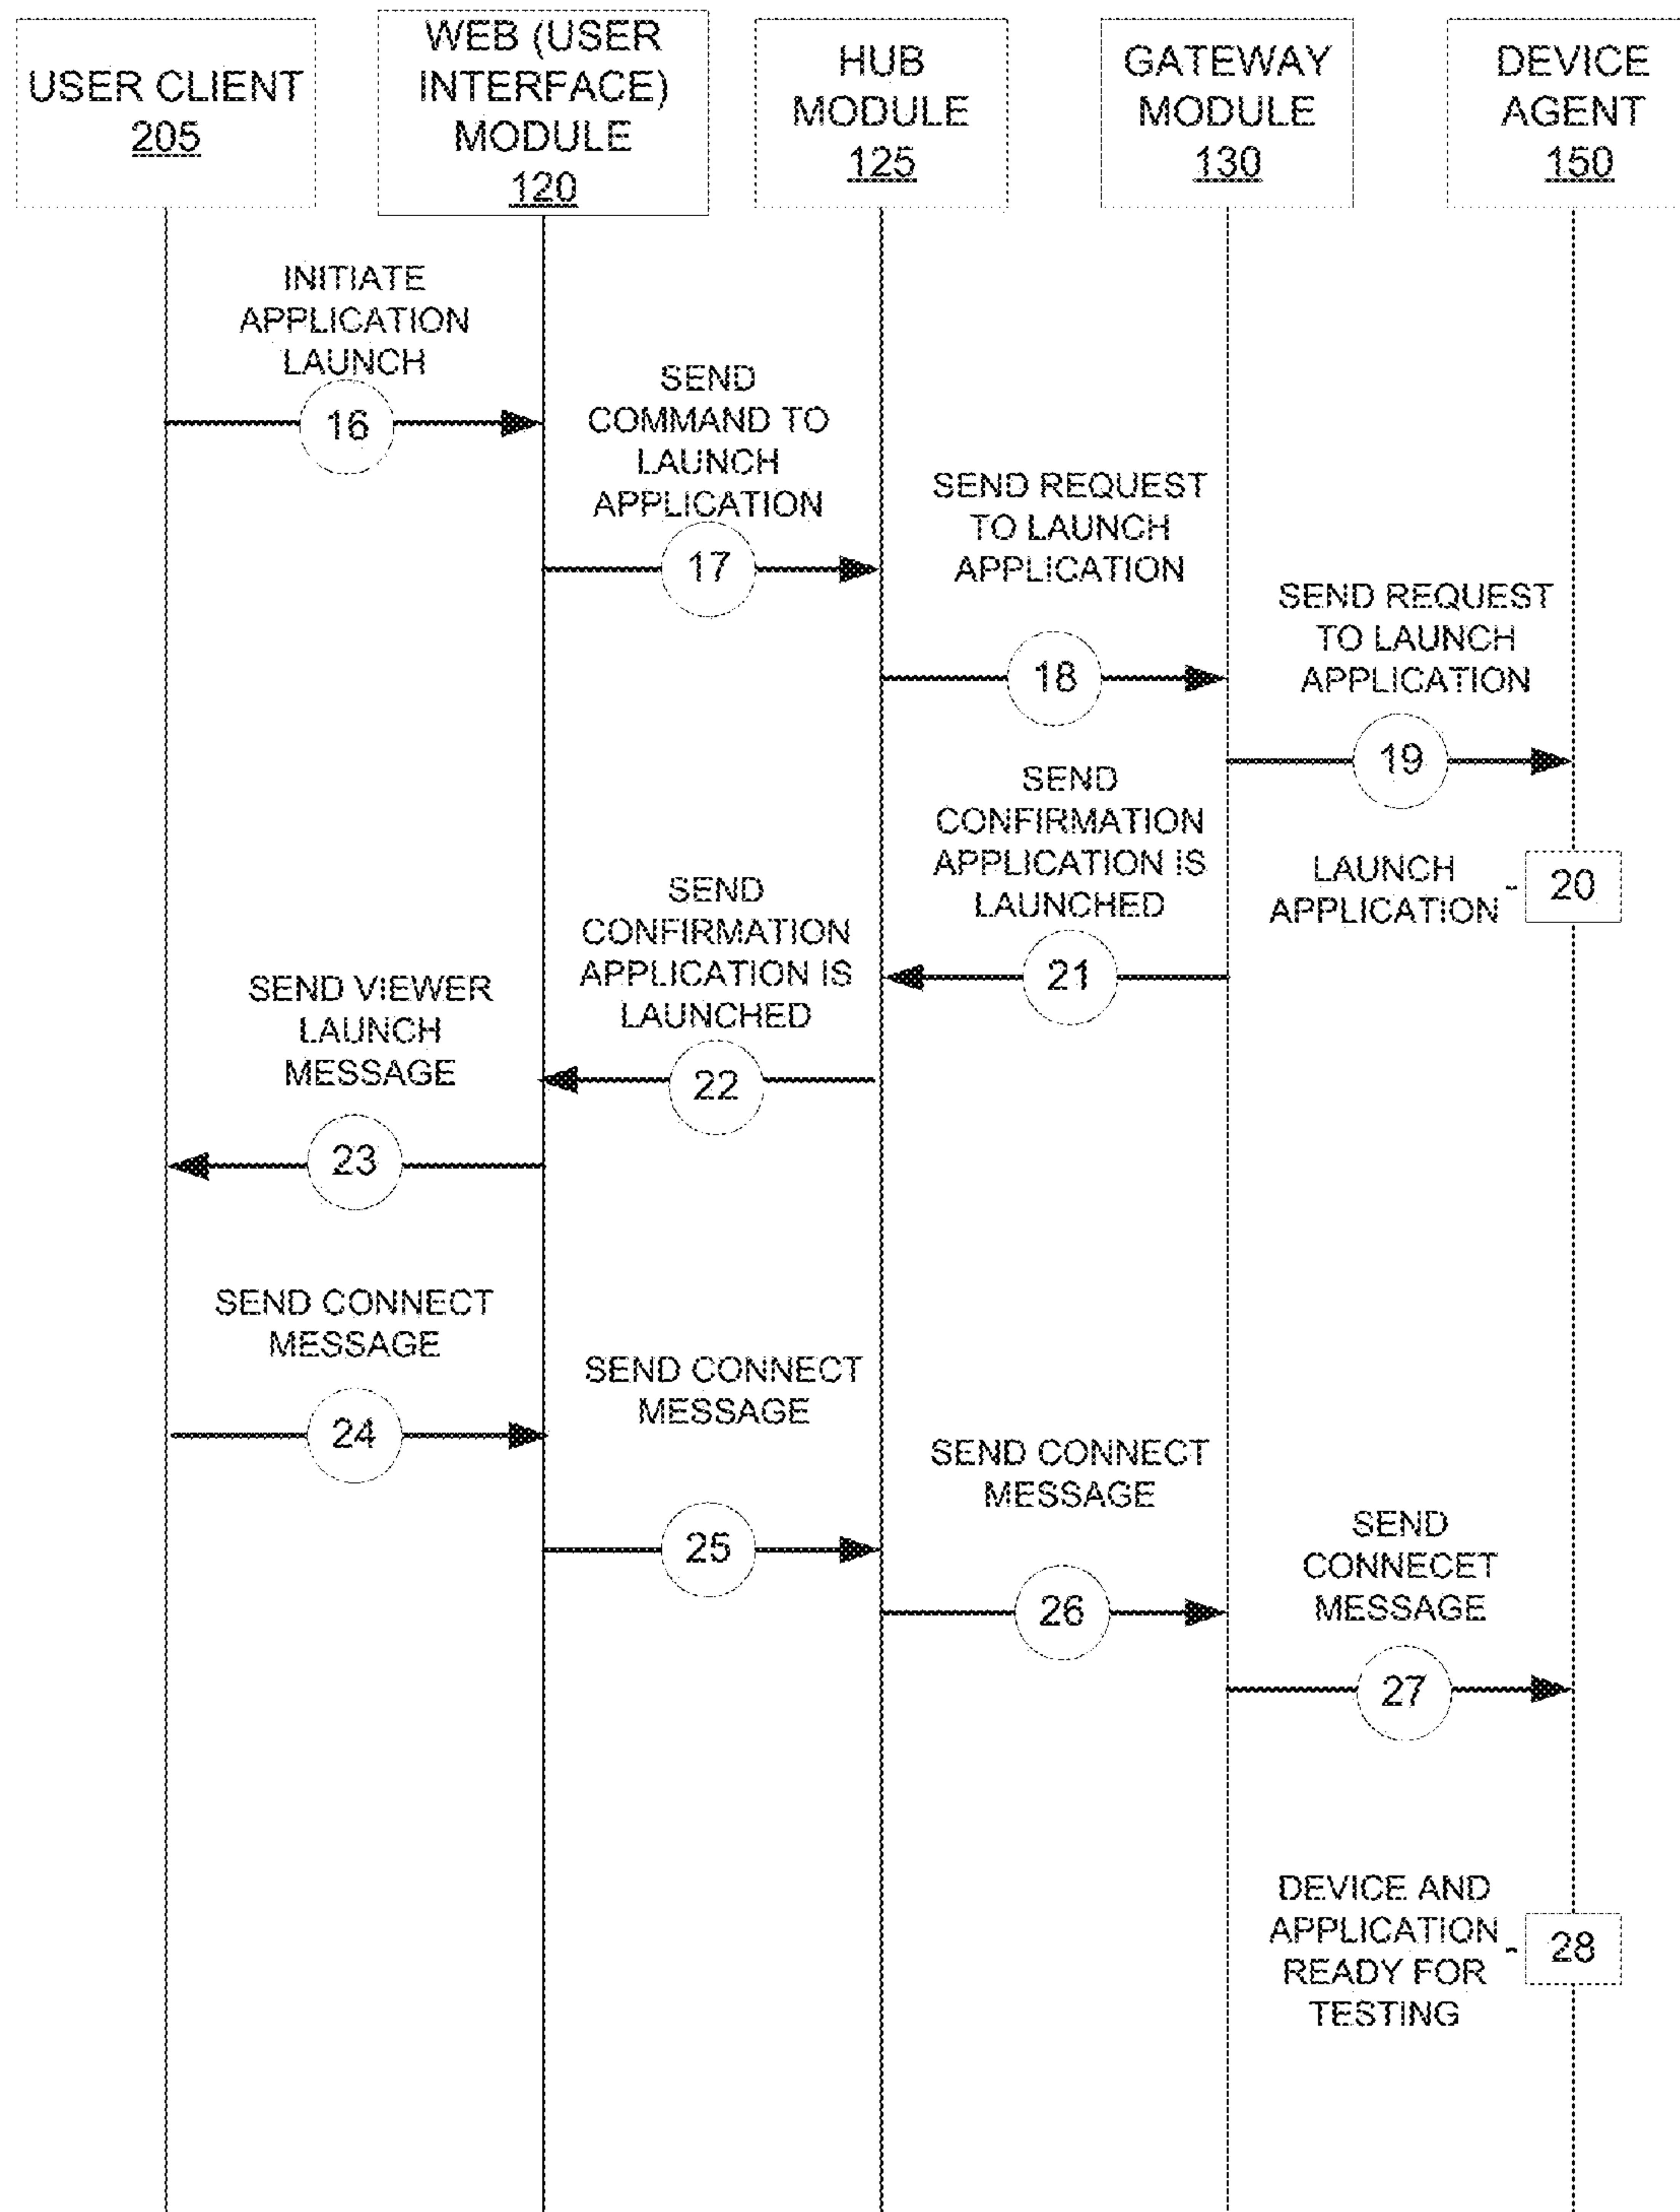 USER CLIENT
205
WEB (USER
INTERFACE)
MODULE
120
HUB
MODULE
125
GATEWAY
MODULE
130
DEVICE
AGENT
150
INITIATE
APPLICATION
LAUNCH
16
SEND
COMMAND TO
LAUNCH
APPLICATION
17
SEND REQUEST
TO LAUNCH
APPLICATION
18
SEND REQUEST
TO LAUNCH
APPLICATION
19
LAUNCH
APPLICATION
20
SEND
CONFIRMATION
APPLICATION IS
LAUNCHED
21
SEND
CONFIRMATION
APPLICATION IS
LAUNCHED
22
SEND VIEWER
LAUNCH
MESSAGE
23
SEND CONNECT
MESSAGE
24
SEND CONNECT
MESSAGE
25
SEND CONNECT
MESSAGE
26
SEND
CONNECET
MESSAGE
27
DEVICE AND
APPLICATION
READY FOR
TESTING
28